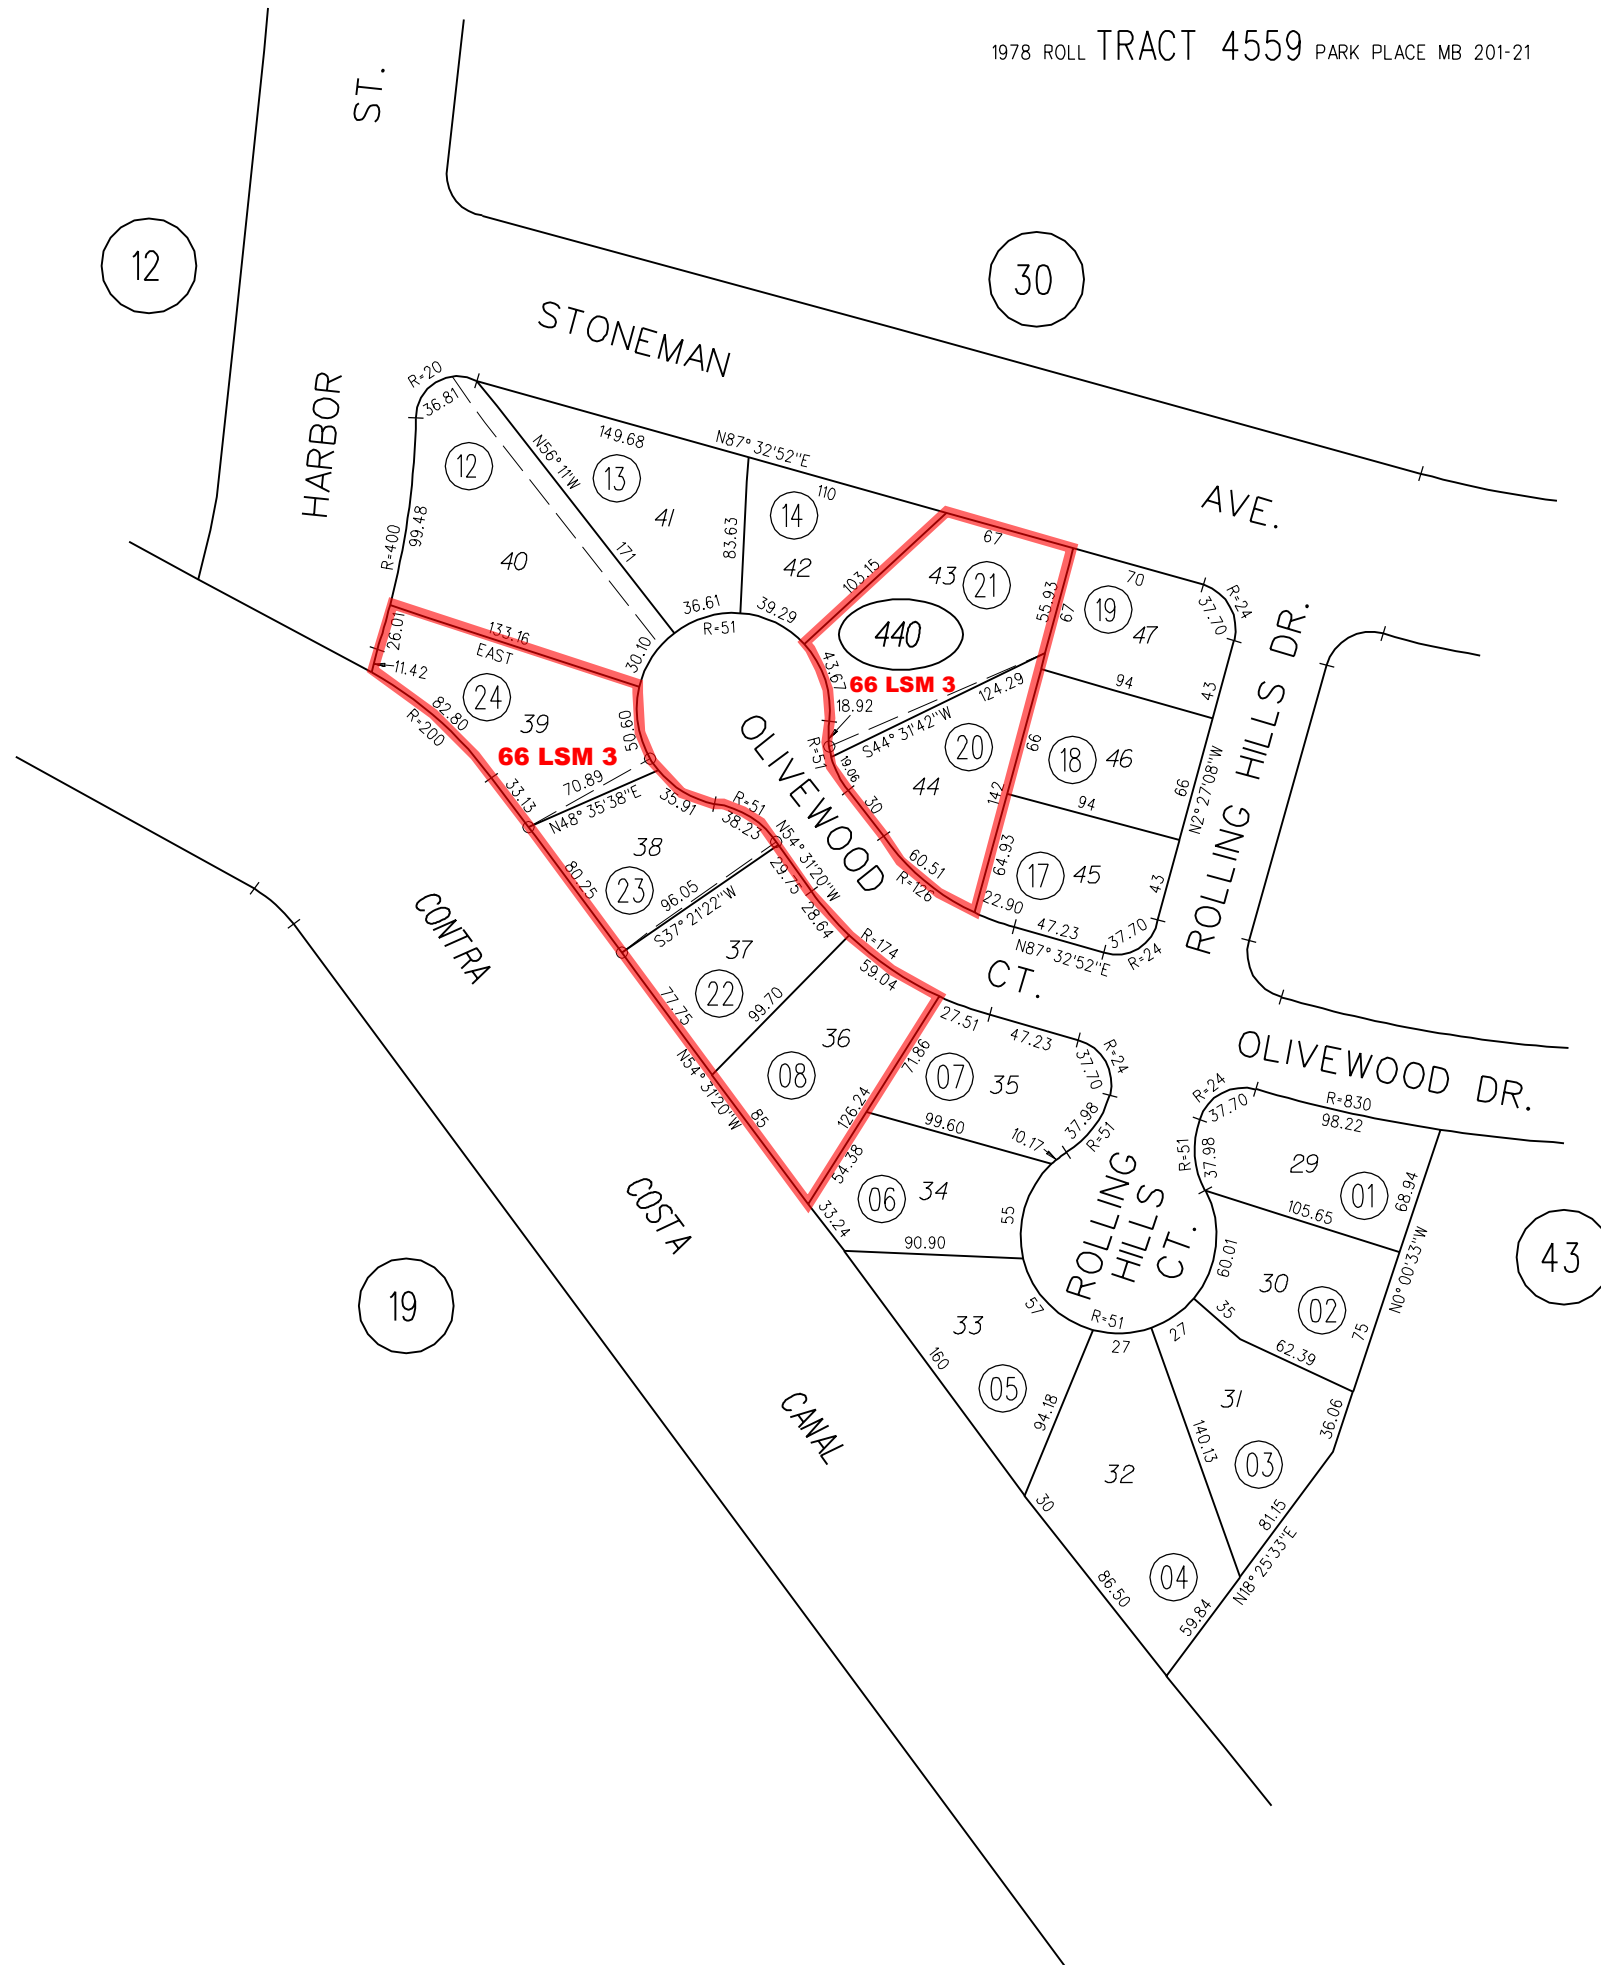 1978 ROLL TRACT 4559 PARK PLACE MB 201-21
ST.
12
30
STONEMAN
HARBOR
AVE.
R=20
36.81
12
N56° 11'W
149.68
13
N87° 32'52"E
41
171
83.63
110
14
42
R=400
99.48
40
103.15
67
43
21
55.93
67
70
19
37.70
R=24
47
ROLLING HILLS DR.
440
36.61
R=51
39.29
30.10
43.67
66 LSM 3
18.92
124.29
S44° 31'42"W
R=57
19.06
26.01
133.16
EAST
11.42
24
82.80
R=200
39
50.60
66 LSM 3
70.89
N48° 35'38"E
33.13
35.91
R=51
38.23
OLIVEWOOD
30
44
20
66
142
94
43
18
46
66
N2° 27'08"W
94
64.93
17
45
43
60.51
R=126
22.90
47.23
N87° 32'52"E
37.70
R=24
CT.
38
23
80.25
96.05
S37° 21'22"W
N54° 31'20"W
29.75
28.64
37
22
77.75
99.70
R=174
59.04
36
08
N54° 31'20"W
85
126.24
71.86
54.38
27.51
47.23
07
35
37.70
R=24
37.98
R=51
99.60
10.17
06
34
33.24
90.90
55
ROLLING
HILLS
CT.
OLIVEWOOD DR.
R=24
37.70
R=830
98.22
R=51
37.98
29
01
68.94
105.65
N0° 00'33"W
43
60.01
30
02
75
35
62.39
57
R=51
27
27
33
05
160
94.18
31
140.13
03
36.06
32
30
04
81.15
N18° 25'33"E
86.50
59.84
CONTRA
COSTA
CANAL
19